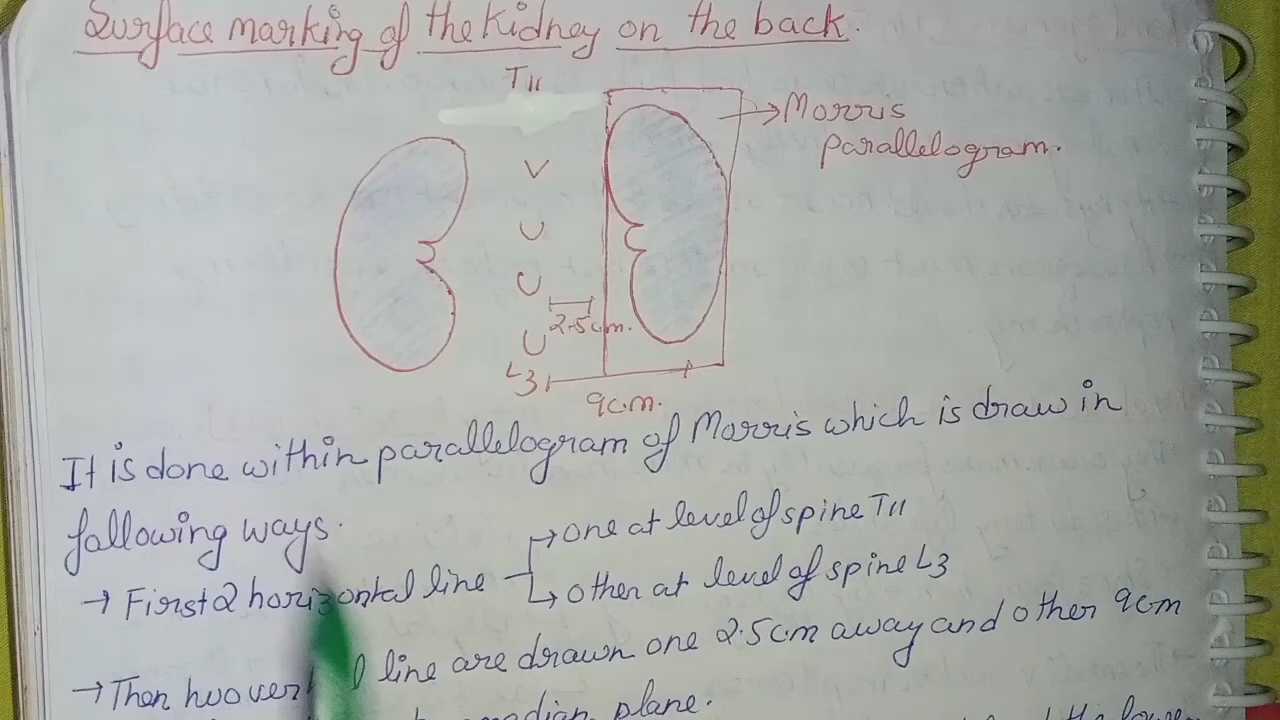 Surface marking of the Kidney on the back.
T11
Morris
parallelogram.
2.5cm.
L3
9cm.
It is done within parallelogram of Morris which is draw in
following ways.
→ First 2 horizontal line → one at level of spine T11
→ other at level of spine L3
→ Then two line are drawn one 2.5cm away and other 9cm
median plane.